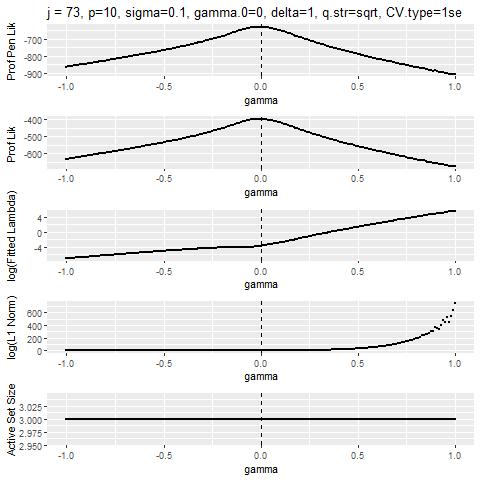 j = 73, p=10, sigma=0.1, gamma.0=0, delta=1, q.str=sqrt, CV.type=1se
Prof Pen Lik
-700
-800
-900
-1.0 -0.5 0.0 0.5 1.0
gamma
Prof Lik
-400
-500
-600
-1.0 -0.5 0.0 0.5 1.0
gamma
log(Fitted Lambda)
4
0
-4
-1.0 -0.5 0.0 0.5 1.0
gamma
log(L1 Norm)
600
400
200
0
-1.0 -0.5 0.0 0.5 1.0
gamma
Active Set Size
3.025
3.000
2.975
2.950
-1.0 -0.5 0.0 0.5 1.0
gamma